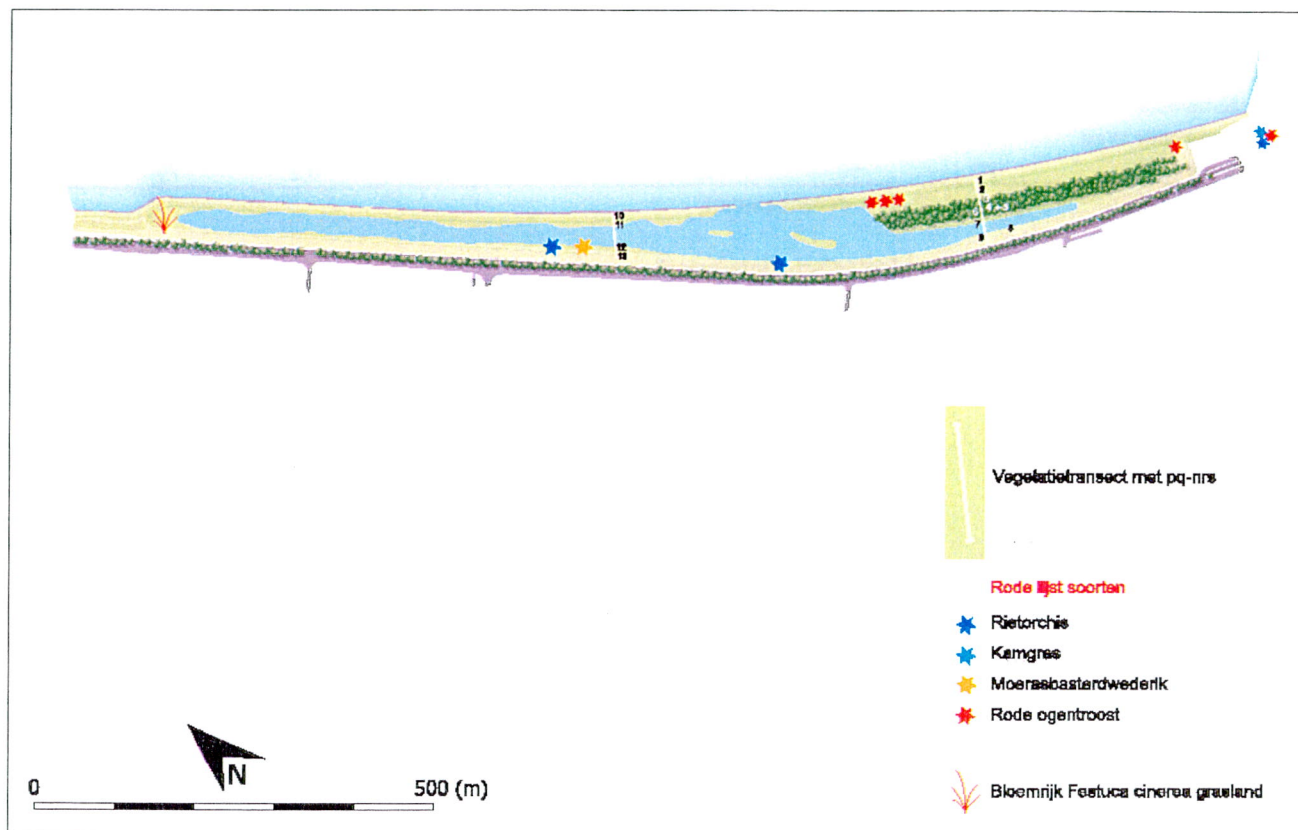 1
2
7
8
9
10
11
12
13
Vegetatietransect met pq-nrs
Rode lijst soorten
Rietorchis
Kamgras
Moerasbasterdwederik
Rode ogentroost
Bloemrijk Festuca cinerea grasland
N
0 500 (m)